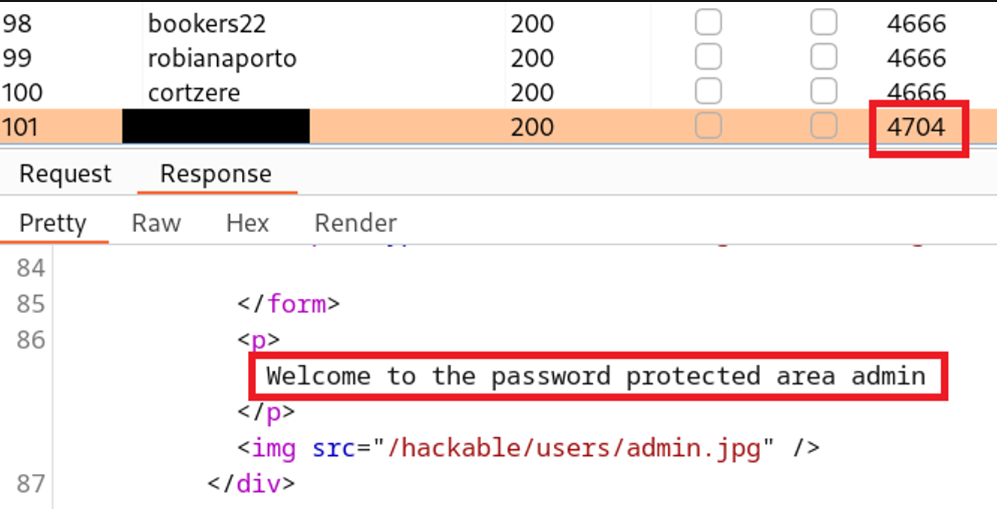 98 bookers22 200 4666
99 robianaporto 200 4666
100 cortzere 200 4666
101 200 4704
Request Response
Pretty Raw Hex Render
84
85 </form>
86 <p>
Welcome to the password protected area admin
</p>
<img src="/hackable/users/admin.jpg" />
87 </div>